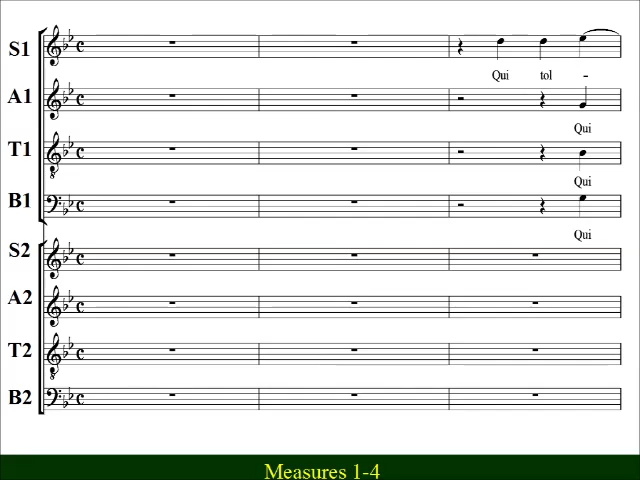 S1
Qui tol -
A1
Qui
T1
Qui
B1
Qui
S2
A2
T2
B2
Measures 1-4